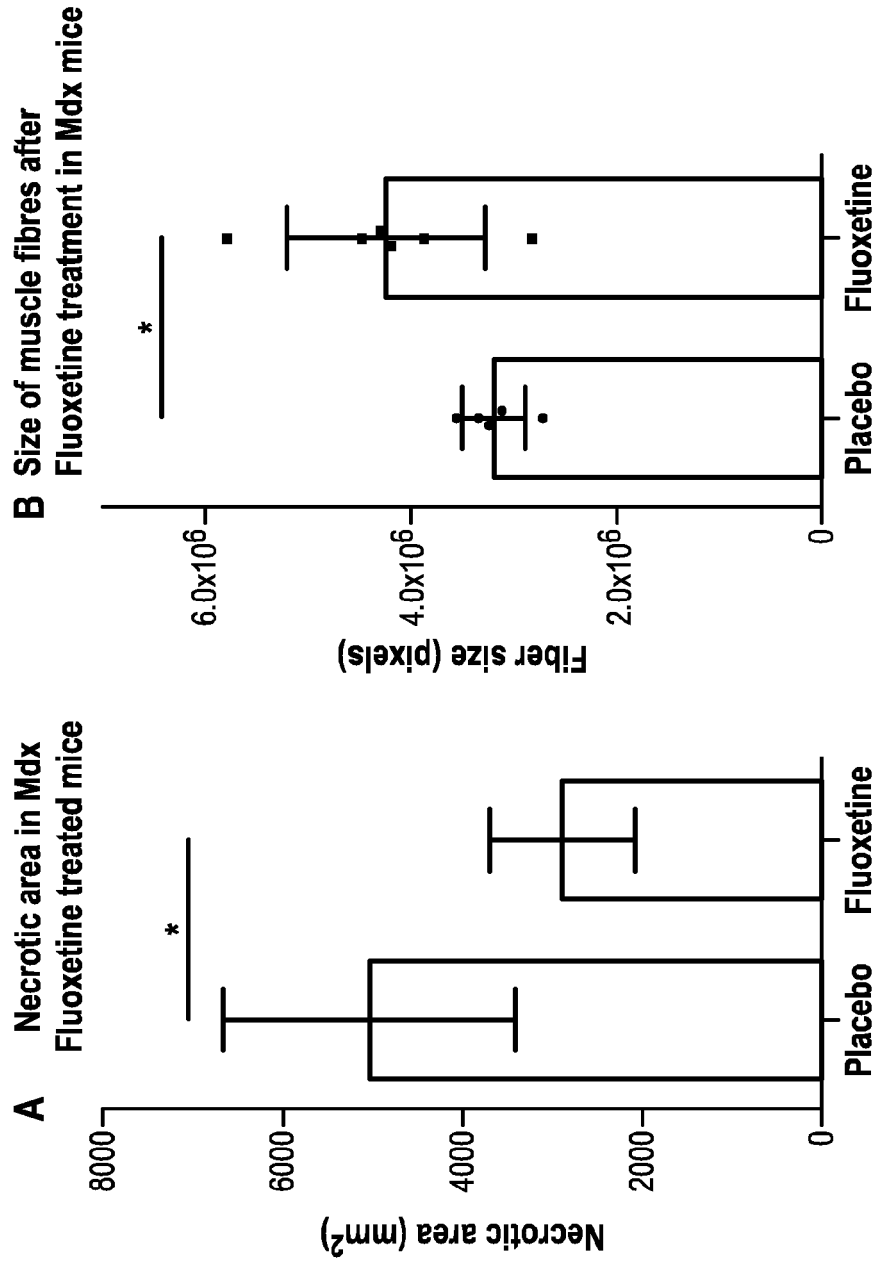 A
Necrotic area in Mdx
Fluoxetine treated mice
Necrotic area (mm²)
8000
6000
4000
2000
0
*
Placebo
Fluoxetine
B
Size of muscle fibres after
Fluoxetine treatment in Mdx mice
Fiber size (pixels)
6.0x10⁶
4.0x10⁶
2.0x10⁶
0
*
Placebo
Fluoxetine